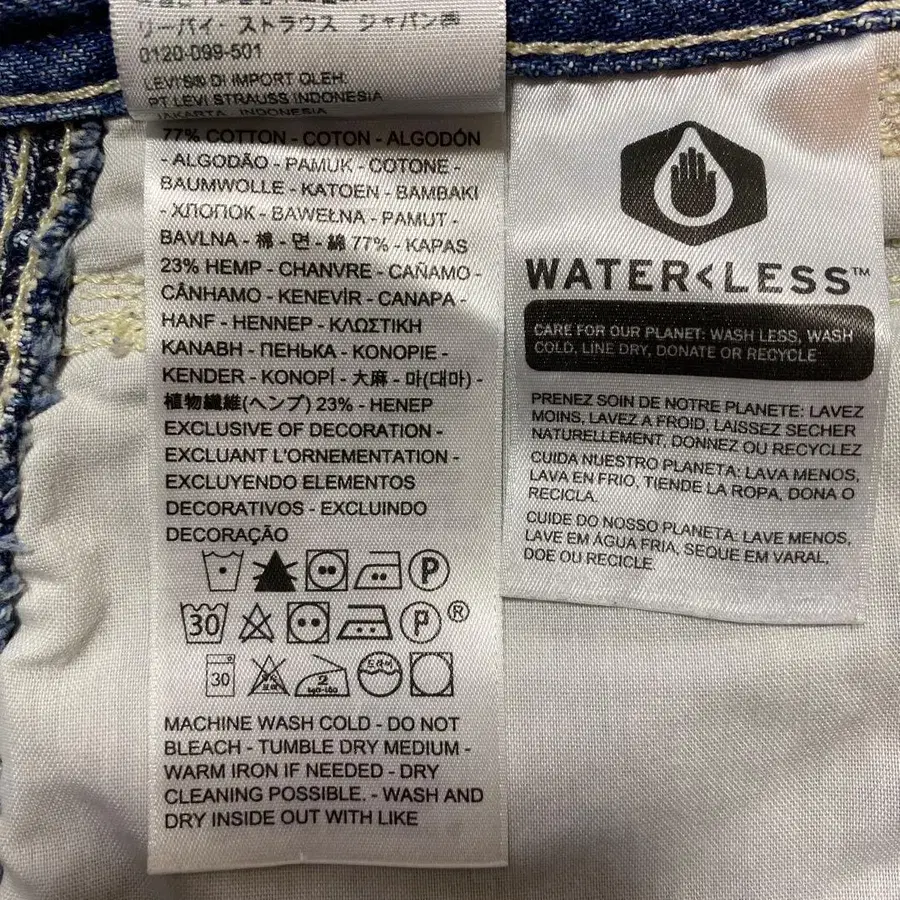 リーバイ・ストラウス ジャパン㈱
0120-099-501
LEVI'S® DI IMPORT OLEH:
PT LEVI STRAUSS INDONESIA
JAKARTA, INDONESIA
77% COTTON - COTON - ALGODÓN
- ALGODÃO - PAMUK - COTONE -
BAUMWOLLE - KATOEN - BAMBAKI
- ХЛОПОК - BAWEŁNA - PAMUT -
BAVLNA - 棉 - 면 - 綿 77% - KAPAS
23% HEMP - CHANVRE - CAÑAMO -
CÂNHAMO - KENEVİR - CANAPA -
HANF - HENNEP - ΚΛΩΣΤΙΚΗ
ΚΑΝΑΒΗ - ПЕНЬКА - KONOPIE -
KENDER - KONOPÍ - 大麻 - 마(대마) -
植物繊維(ヘンプ) 23% - HENEP
EXCLUSIVE OF DECORATION -
EXCLUANT L'ORNEMENTATION -
EXCLUYENDO ELEMENTOS
DECORATIVOS - EXCLUINDO
DECORAÇÃO
P
30 P ®
30 2 드라이
MACHINE WASH COLD - DO NOT
BLEACH - TUMBLE DRY MEDIUM -
WARM IRON IF NEEDED - DRY
CLEANING POSSIBLE. - WASH AND
DRY INSIDE OUT WITH LIKE
WATER<LESS™
CARE FOR OUR PLANET: WASH LESS, WASH
COLD, LINE DRY, DONATE OR RECYCLE
PRENEZ SOIN DE NOTRE PLANETE: LAVEZ
MOINS, LAVEZ A FROID, LAISSEZ SECHER
NATURELLEMENT, DONNEZ OU RECYCLEZ
CUIDA NUESTRO PLANETA: LAVA MENOS,
LAVA EN FRIO, TIENDE LA ROPA, DONA O
RECICLA.
CUIDE DO NOSSO PLANETA: LAVE MENOS,
LAVE EM ÁGUA FRIA, SEQUE EM VARAL,
DOE OU RECICLE